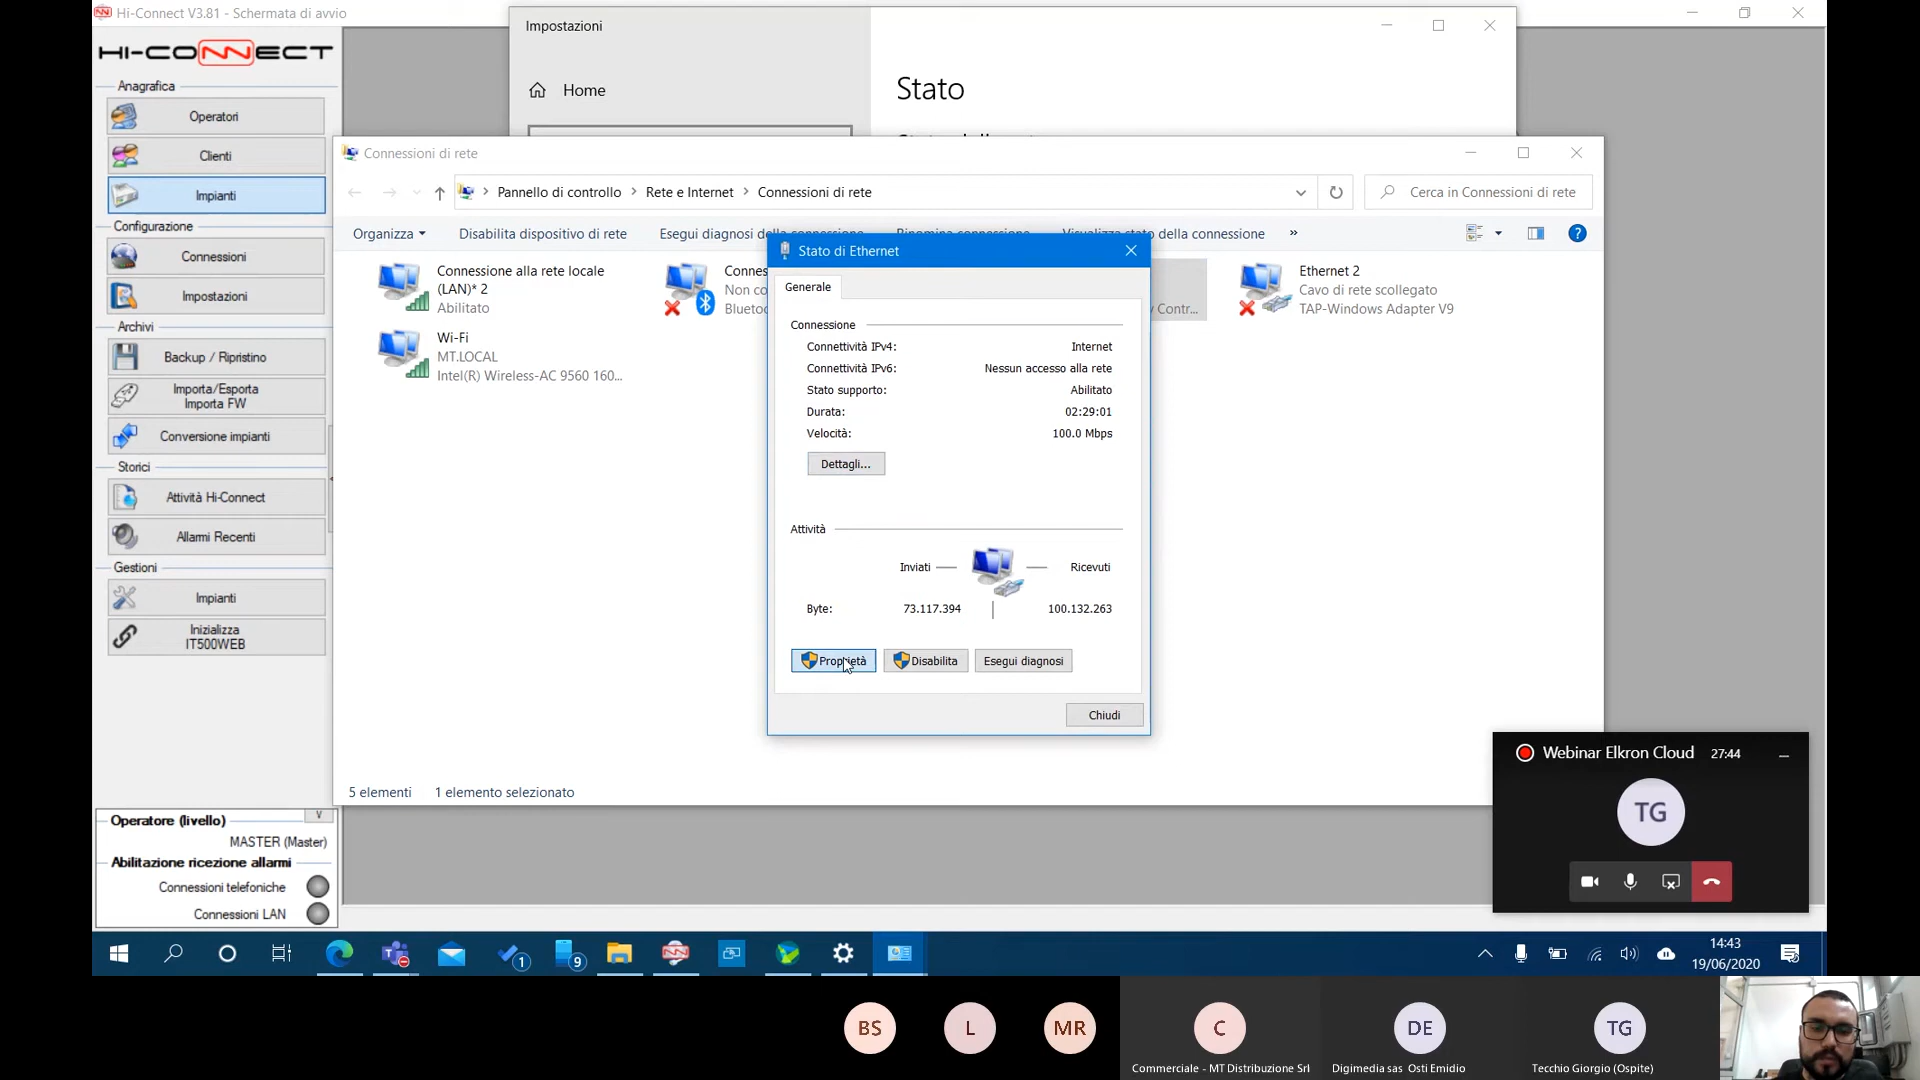 Hi-Connect V3.81 - Schermata di avvio
HI-CONNECT
Anagrafica
Operatori
Clienti
Impianti
Configurazione
Connessioni
Impostazioni
Archivi
Backup / Ripristino
Importa/Esporta
Importa FW
Conversione impianti
Storici
Attività Hi-Connect
Allarmi Recenti
Gestioni
Impianti
Inizializza
IT500WEB
Operatore (livello)
V
MASTER (Master)
Abilitazione ricezione allarmi
Connessioni telefoniche
Connessioni LAN
Impostazioni
Home
Stato
Connessioni di rete
Pannello di controllo > Rete e Internet > Connessioni di rete
Cerca in Connessioni di rete
Organizza
Disabilita dispositivo di rete
Esegui diagnosi della connessione
Rinomina connessione
Visualizza stato della connessione
»
Connessione alla rete locale
(LAN)* 2
Abilitato
Wi-Fi
MT.LOCAL
Intel(R) Wireless-AC 9560 160...
Ethernet 2
Cavo di rete scollegato
TAP-Windows Adapter V9
5 elementi 1 elemento selezionato
Stato di Ethernet
Generale
Connessione
Connettività IPv4: Internet
Connettività IPv6: Nessun accesso alla rete
Stato supporto: Abilitato
Durata: 02:29:01
Velocità: 100.0 Mbps
Dettagli...
Attività
Inviati Ricevuti
Byte: 73.117.394 100.132.263
Proprietà Disabilita Esegui diagnosi
Chiudi
Webinar Elkron Cloud 27:44
TG
1
9
14:43
19/06/2020
BS
L
MR
C
DE
TG
Commerciale - MT Distribuzione Srl
Digimedia sas Osti Emidio
Tecchio Giorgio (Ospite)